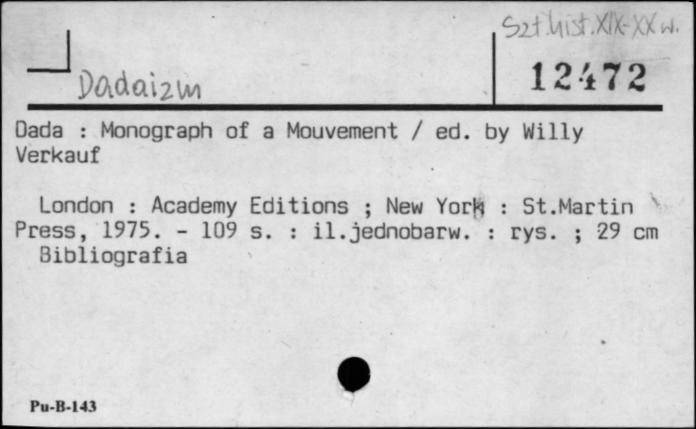 Szt.hist.XIX-XX w.
12472
Dadaizm
Dada : Monograph of a Mouvement / ed. by Willy
Verkauf
London : Academy Editions ; New York : St.Martin
Press, 1975. - 109 s. : il.jednobarw. : rys. ; 29 cm
Bibliografia
Pu-B-143